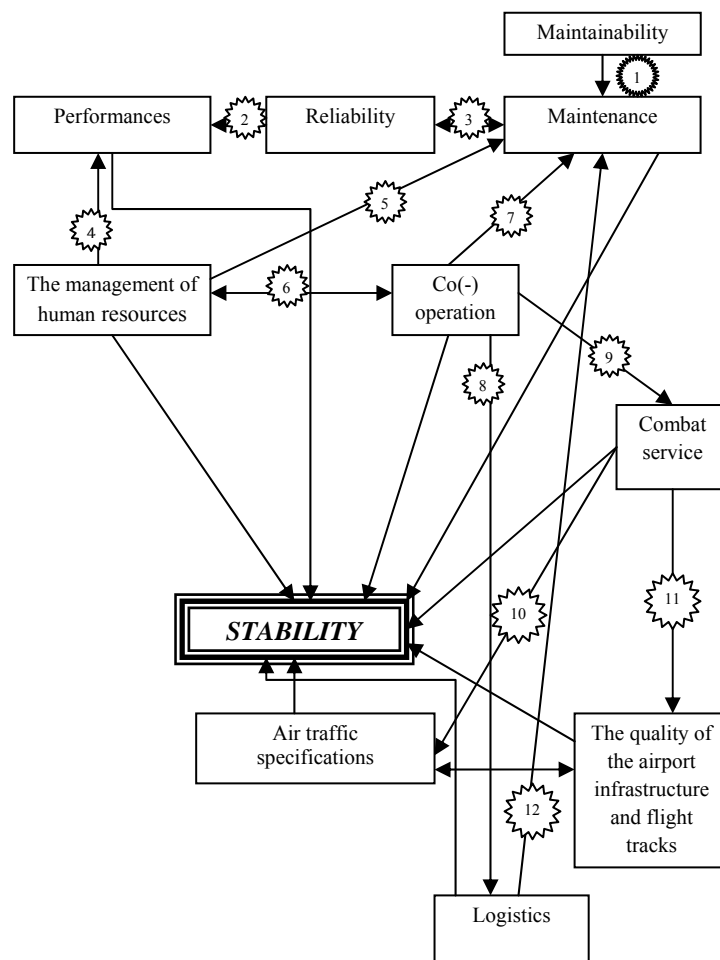 Maintainability
1
Performances
2
Reliability
3
Maintenance
5
7
4
The management of
human resources
6
Co(-)
operation
9
8
Combat
service
10
11
STABILITY
Air traffic
specifications
The quality of
the airport
infrastructure
and flight
tracks
12
Logistics